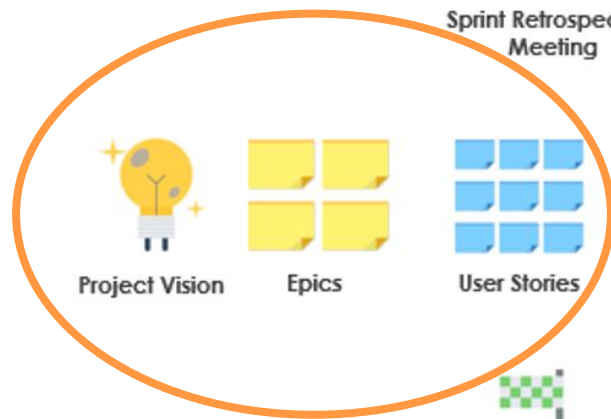 Sprint Retrospec
Meeting
Project Vision
Epics
User Stories